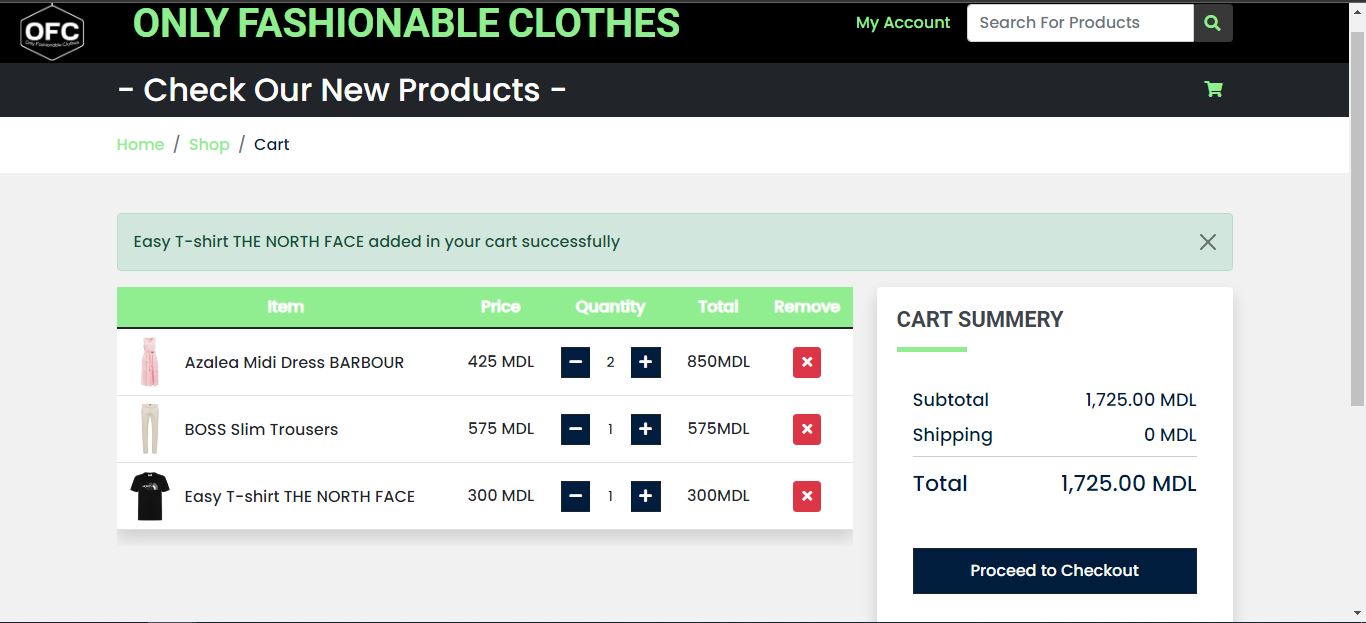 OFC
Only Fashionable Clothes
ONLY FASHIONABLE CLOTHES
My Account
Search For Products
- Check Our New Products -
Home / Shop / Cart
Easy T-shirt THE NORTH FACE added in your cart successfully
Item Price Quantity Total Remove
Azalea Midi Dress BARBOUR 425 MDL 2 850MDL
BOSS Slim Trousers 575 MDL 1 575MDL
Easy T-shirt THE NORTH FACE 300 MDL 1 300MDL
CART SUMMERY
Subtotal 1,725.00 MDL
Shipping 0 MDL
Total 1,725.00 MDL
Proceed to Checkout